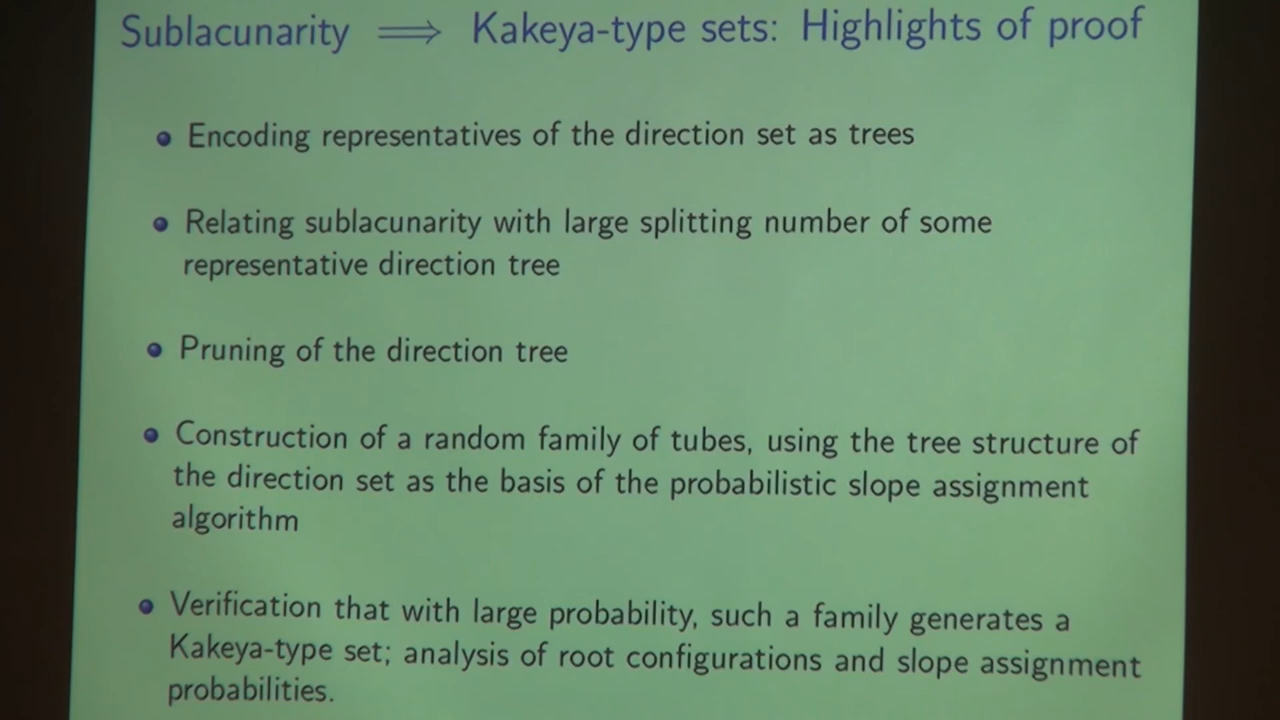 Sublacunarity ⟹ Kakeya-type sets: Highlights of proof
• Encoding representatives of the direction set as trees
• Relating sublacunarity with large splitting number of some
representative direction tree
• Pruning of the direction tree
• Construction of a random family of tubes, using the tree structure of
the direction set as the basis of the probabilistic slope assignment
algorithm
• Verification that with large probability, such a family generates a
Kakeya-type set; analysis of root configurations and slope assignment
probabilities.